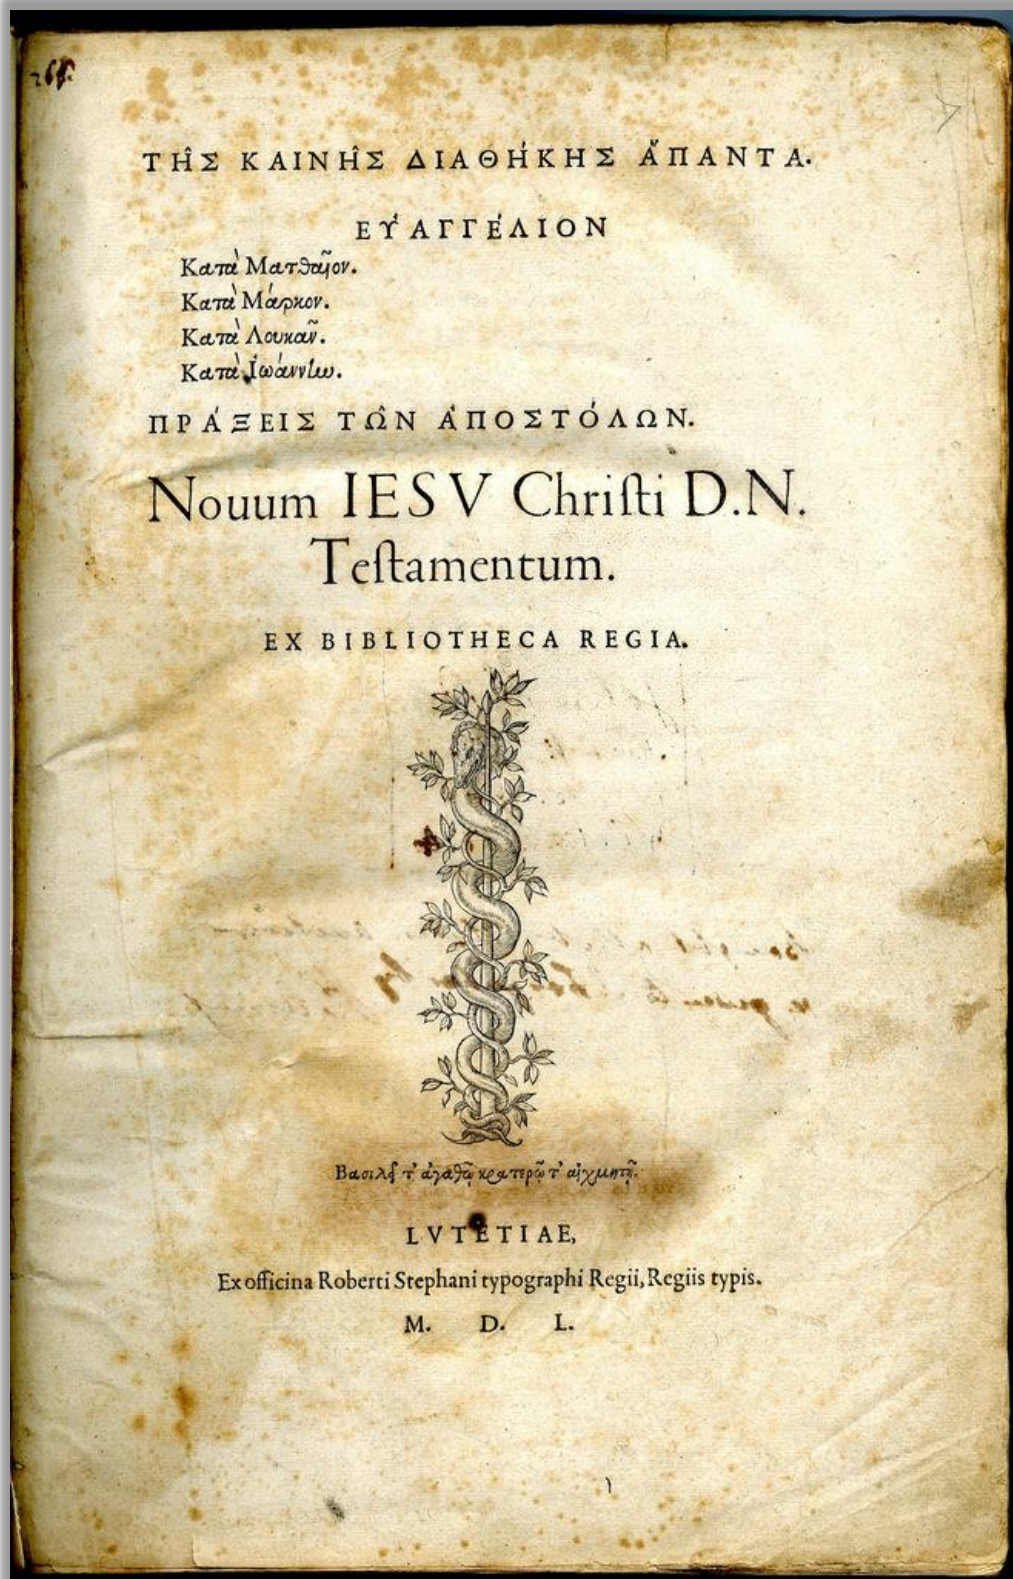 ΤΗ͂Σ ΚΑΙΝΗ͂Σ ΔΙΑΘΉΚΗΣ ἍΠΑΝΤΑ.
ΕΥ̓ΑΓΓΈΛΙΟΝ
Κατὰ Ματθαῖον.
Κατὰ Μάρκον.
Κατὰ Λουκᾶν.
Κατὰ Ἰωάννην.
ΠΡΆΞΕΙΣ ΤΩ͂Ν ἈΠΟΣΤΌΛΩΝ.
Nouum IESV Chriſti D.N.
Teſtamentum.
EX BIBLIOTHECA REGIA.
Βασιλεῖ τ' ἀγαθῷ κρατερῷ τ' αἰχμητῇ.
LVTETIAE,
Ex officina Roberti Stephani typographi Regii, Regiis typis.
M. D. L.